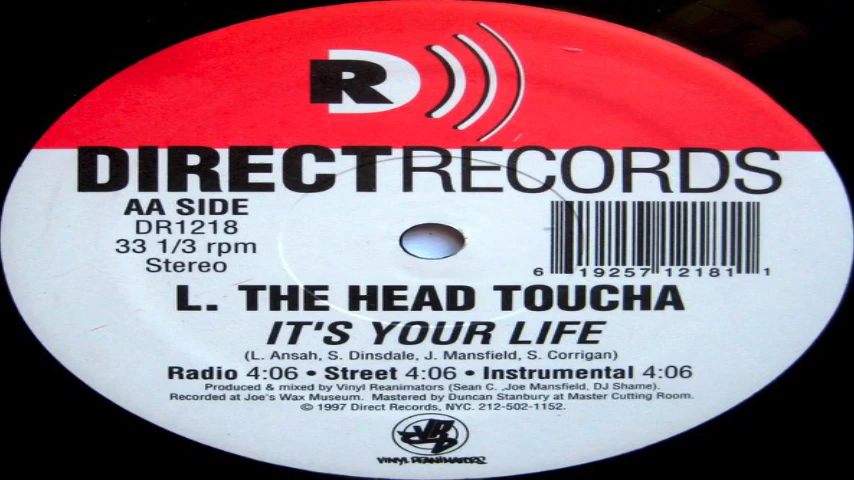 DR
DIRECTRECORDS
AA SIDE
DR1218
33 1/3 rpm
Stereo
6 19257 12181 1
L. THE HEAD TOUCHA
IT'S YOUR LIFE
(L. Ansah, S. Dinsdale, J. Mansfield, S. Corrigan)
Radio 4:06 • Street 4:06 • Instrumental 4:06
Produced & mixed by Vinyl Reanimators (Sean C. ,Joe Mansfield, DJ Shame).
Recorded at Joe's Wax Museum. Mastered by Duncan Stanbury at Master Cutting Room.
© 1997 Direct Records, NYC. 212-502-1152.
VR
VINYL REANIMATORS